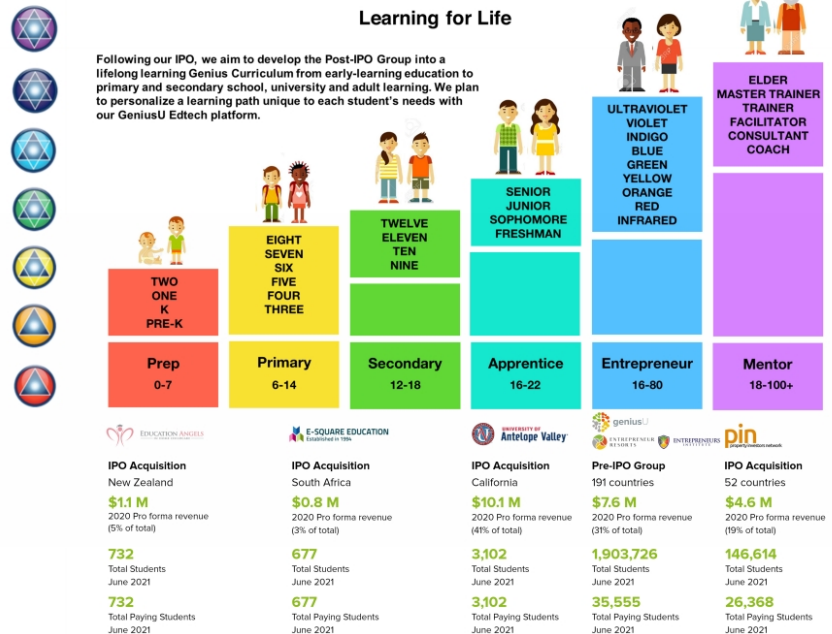 Learning for Life
Following our IPO, we aim to develop the Post-IPO Group into a
lifelong learning Genius Curriculum from early-learning education to
primary and secondary school, university and adult learning. We plan
to personalize a learning path unique to each student's needs with
our GeniusU Edtech platform.
TWO
ONE
K
PRE-K
Prep
0-7
EIGHT
SEVEN
SIX
FIVE
FOUR
THREE
Primary
6-14
TWELVE
ELEVEN
TEN
NINE
Secondary
12-18
SENIOR
JUNIOR
SOPHOMORE
FRESHMAN
Apprentice
16-22
ULTRAVIOLET
VIOLET
INDIGO
BLUE
GREEN
YELLOW
ORANGE
RED
INFRARED
Entrepreneur
16-80
ELDER
MASTER TRAINER
TRAINER
FACILITATOR
CONSULTANT
COACH
Mentor
18-100+
EDUCATION ANGELS
IPO Acquisition
New Zealand
$1.1 M
2020 Pro forma revenue
(5% of total)
732
Total Students
June 2021
732
Total Paying Students
June 2021
E-SQUARE EDUCATION
Established in 1994
IPO Acquisition
South Africa
$0.8 M
2020 Pro forma revenue
(3% of total)
677
Total Students
June 2021
677
Total Paying Students
June 2021
UNIVERSITY OF
Antelope Valley
IPO Acquisition
California
$10.1 M
2020 Pro forma revenue
(41% of total)
3,102
Total Students
June 2021
3,102
Total Paying Students
June 2021
geniusU
ENTREPRENEUR
RESORTS
ENTREPRENEURS
INSTITUTE
Pre-IPO Group
191 countries
$7.6 M
2020 Pro forma revenue
(31% of total)
1,903,726
Total Students
June 2021
35,555
Total Paying Students
June 2021
pin
property investors network
IPO Acquisition
52 countries
$4.6 M
2020 Pro forma revenue
(19% of total)
146,614
Total Students
June 2021
26,368
Total Paying Students
June 2021